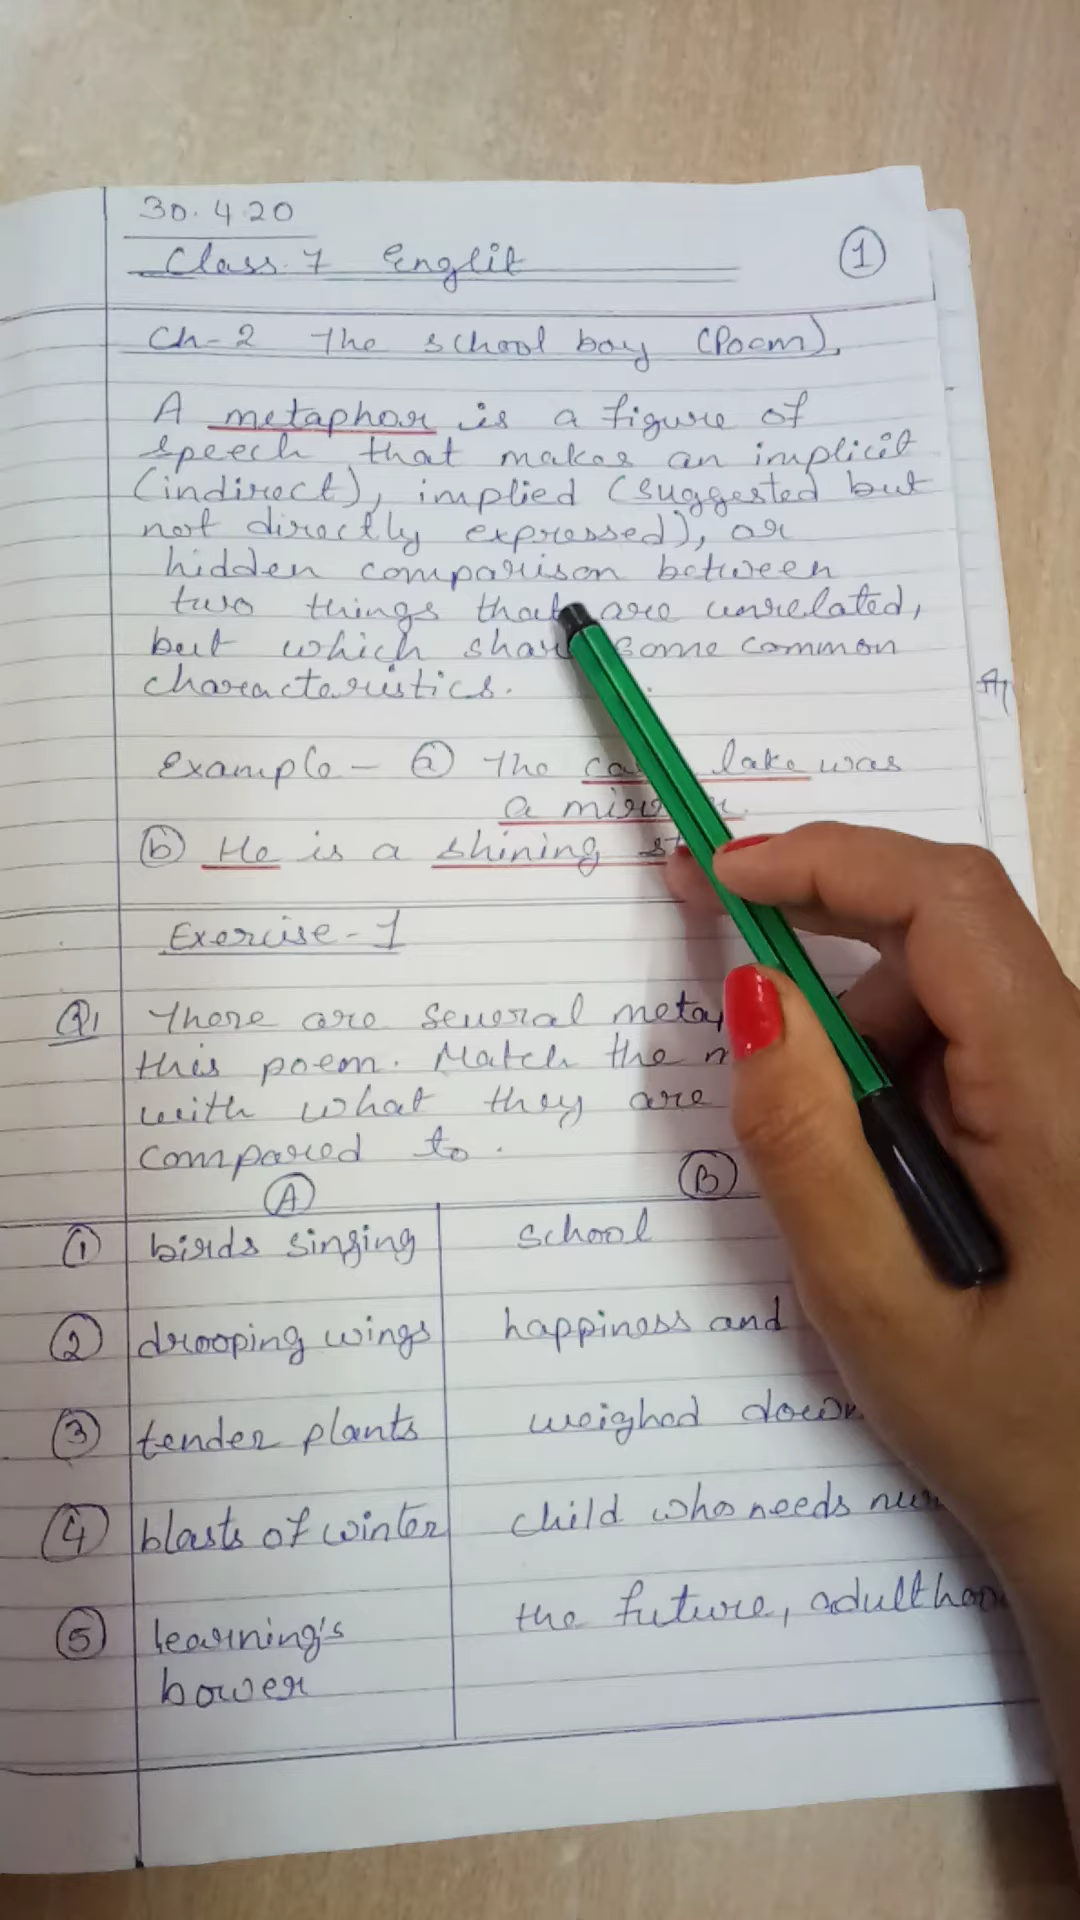 30.4.20
Class 7 Englit
1
Ch-2 The school boy (Poem).
A metaphor is a figure of
speech that makes an implicit
(indirect), implied (suggested but
not directly expressed), or
hidden comparison between
two things that are unrelated,
but which share some common
characteristics.
Example - (a) The lake was
a
(b) He is a shining
Exercise - 1
Q1 There are several
this poem. Match the
with what they are
compared to.
(A) (B)
(1) birds singing school
(2) drooping wings happiness and
(3) tender plants weighed down
(4) blasts of winter child who needs
(5) learning's the future, adulthood
bower